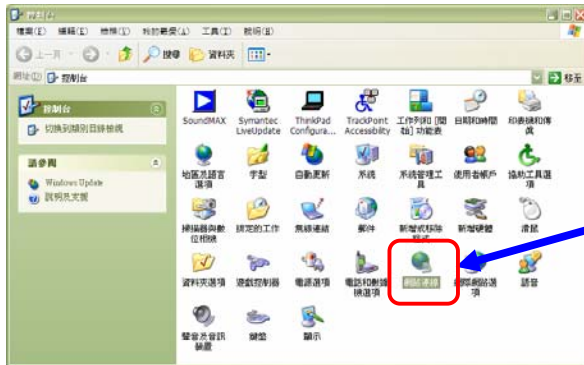 控制台
檔案(F) 編輯(E) 檢視(V) 我的最愛(A) 工具(T) 說明(H)
上一頁 搜尋 資料夾
網址(D) 控制台 移至
控制台
切換到類別目錄檢視
請參閱
Windows Update
說明及支援
SoundMAX
Symantec LiveUpdate
ThinkPad Configura...
TrackPoint Accessibility
工作列和 [開始] 功能表
日期和時間
印表機和傳真
地區及語言選項
字型
自動更新
系統
系統管理工具
使用者帳戶
協助工具選項
掃描器與數位相機
排定的工作
無線連結
郵件
新增或移除程式
新增硬體
滑鼠
資料夾選項
遊戲控制器
電源選項
電話和數據機選項
網路連線
網際網路選項
語音
聲音及音訊裝置
鍵盤
顯示